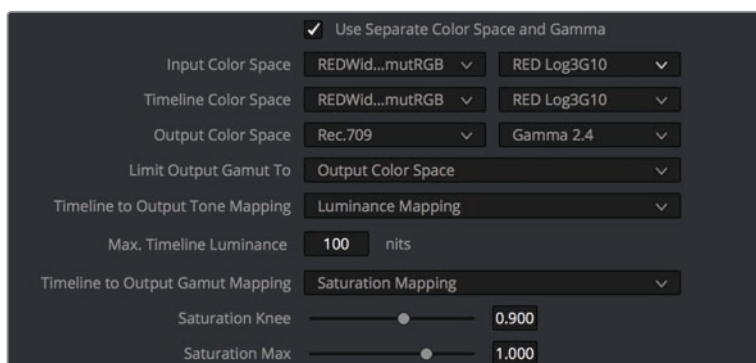 Use Separate Color Space and Gamma
Input Color Space REDWid...mutRGB RED Log3G10
Timeline Color Space REDWid...mutRGB RED Log3G10
Output Color Space Rec.709 Gamma 2.4
Limit Output Gamut To Output Color Space
Timeline to Output Tone Mapping Luminance Mapping
Max. Timeline Luminance 100 nits
Timeline to Output Gamut Mapping Saturation Mapping
Saturation Knee 0.900
Saturation Max 1.000